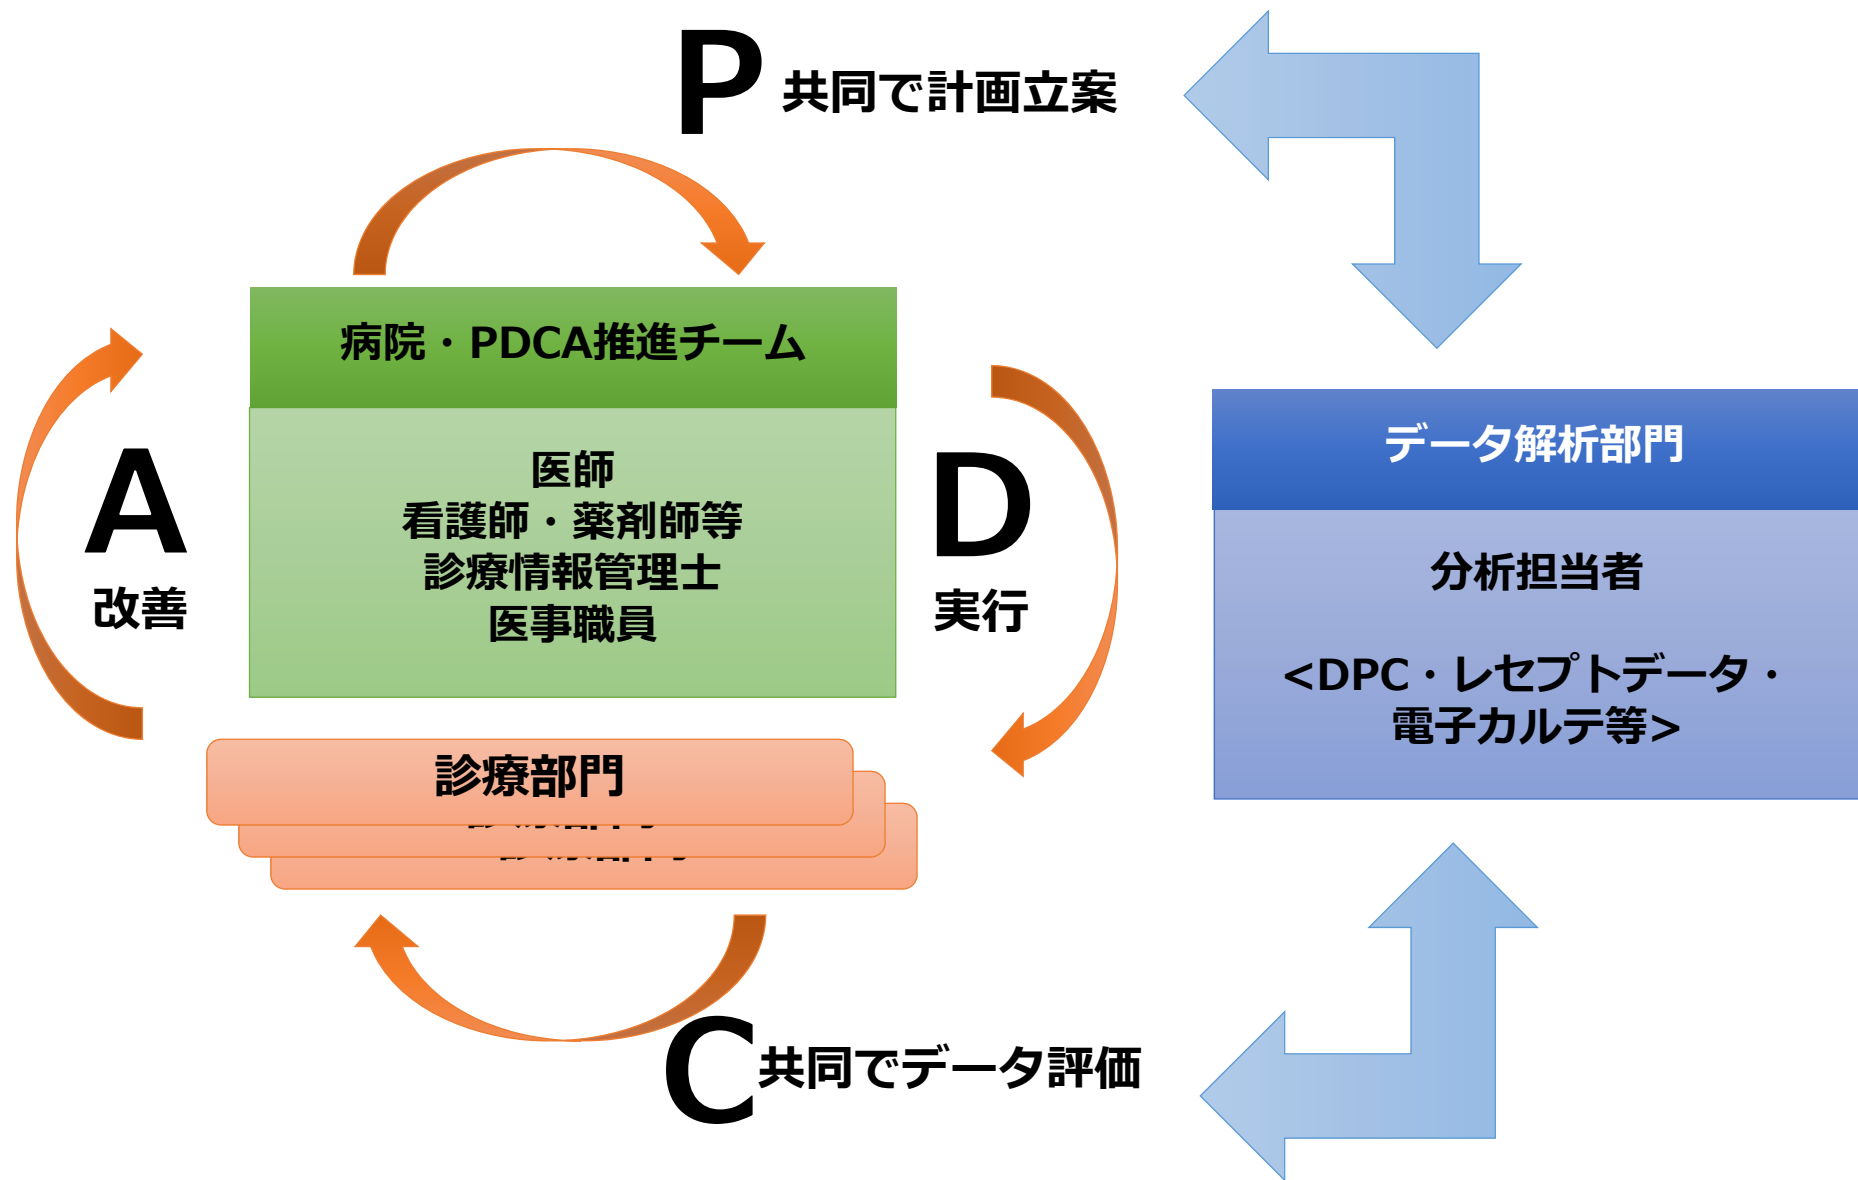 P 共同で計画立案
病院・PDCA推進チーム
医師
看護師・薬剤師等
診療情報管理士
医事職員
A
改善
D
実行
データ解析部門
分析担当者
<DPC・レセプトデータ・
電子カルテ等>
診療部門
C 共同でデータ評価